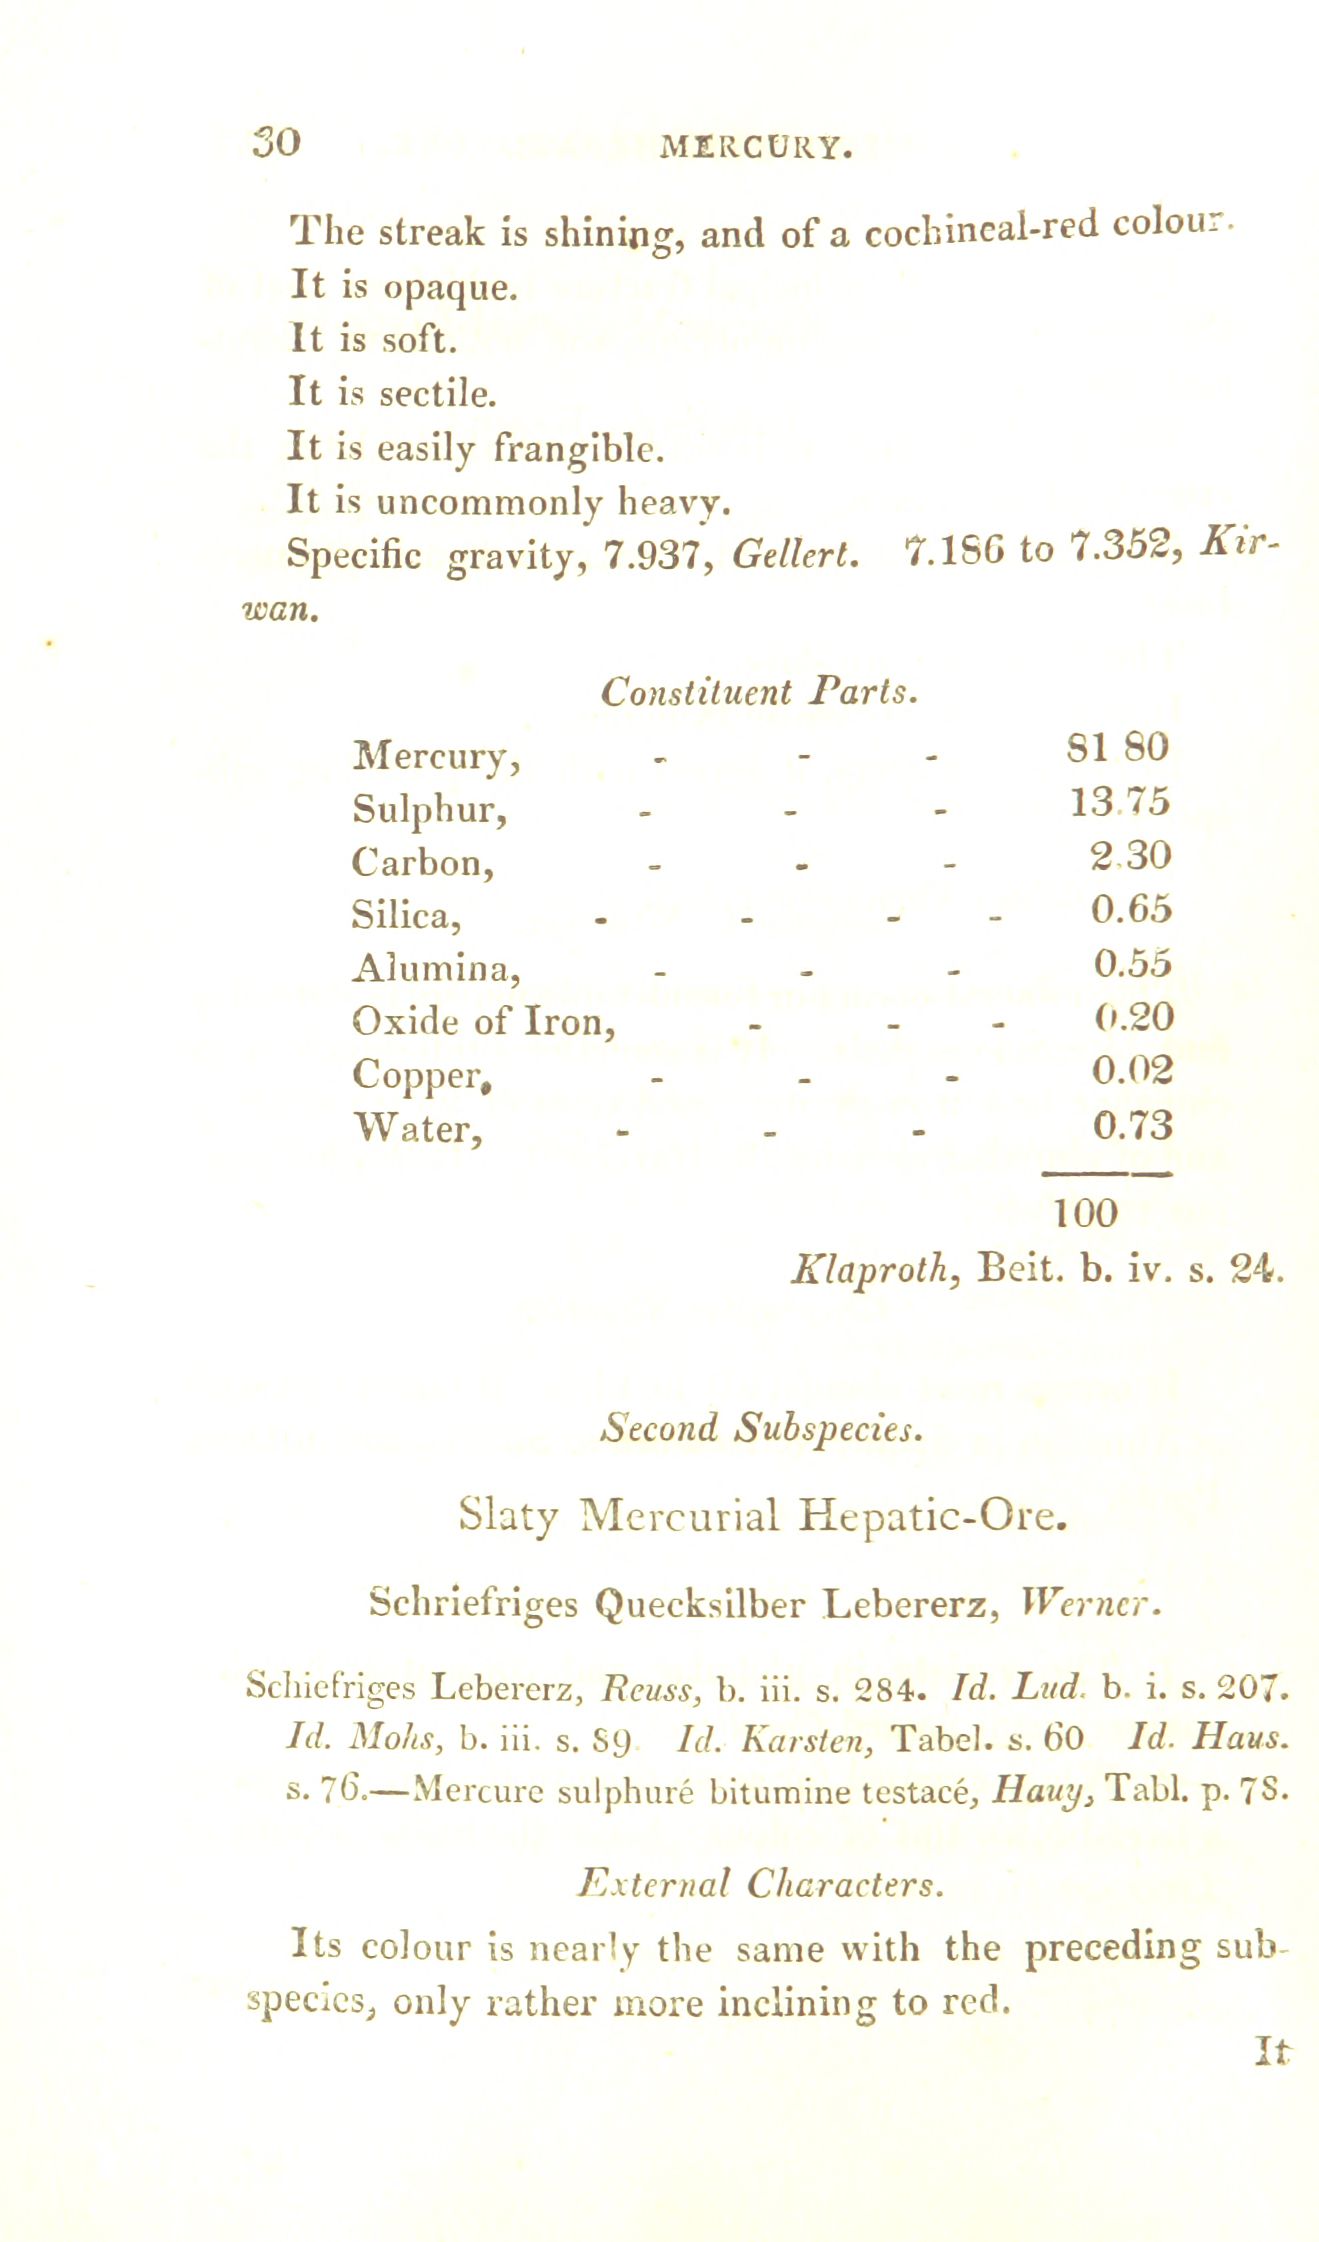 30 MERCURY.
The streak is shining, and of a cochineal-red colour.
It is opaque.
It is soft.
It is sectile.
It is easily frangible.
It is uncommonly heavy.
Specific gravity, 7.937, Gellert. 7.186 to 7.352, Kir-
wan.
Constituent Parts.
Mercury, - - - 81 80
Sulphur, - - - 13.75
Carbon, - - - 2.30
Silica, - - - - 0.65
Alumina, - - - 0.55
Oxide of Iron, - - - 0.20
Copper, - - - 0.02
Water, - - - 0.73
100
Klaproth, Beit. b. iv. s. 24.
Second Subspecies.
Slaty Mercurial Hepatic-Ore.
Schriefriges Quecksilber Lebererz, Werner.
Schiefriges Lebererz, Reuss, b. iii. s. 284. Id. Lud. b. i. s. 207.
Id. Mohs, b. iii. s. 89 Id. Karsten, Tabel. s. 60 Id. Haus.
s. 76.—Mercure sulphuré bitumine testacé, Hauy, Tabl. p. 78.
External Characters.
Its colour is nearly the same with the preceding sub-
species, only rather more inclining to red.
It